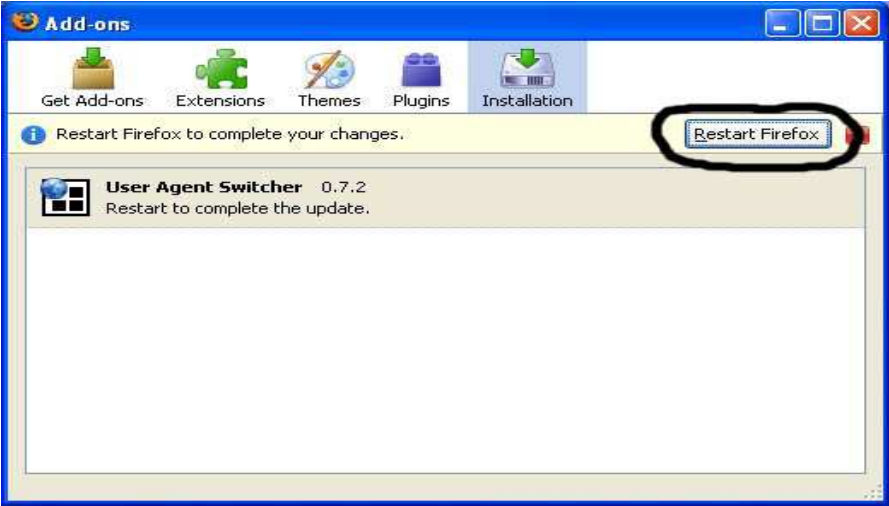 Add-ons
Get Add-ons Extensions Themes Plugins Installation
Restart Firefox to complete your changes. Restart Firefox
User Agent Switcher 0.7.2
Restart to complete the update.